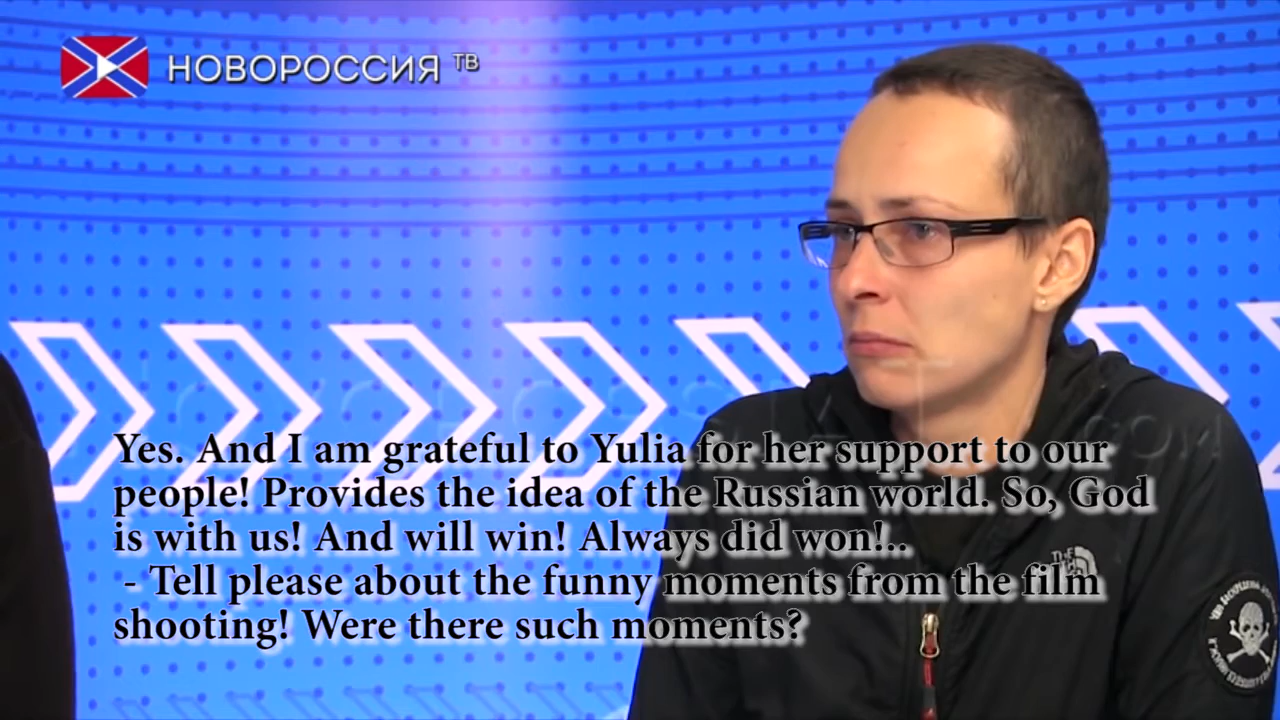 НОВОРОССИЯ ТВ
Yes. And I am grateful to Yulia for her support to our
people! Provides the idea of the Russian world. So, God
is with us! And will win! Always did won!..
- Tell please about the funny moments from the film
shooting! Were there such moments?
THE